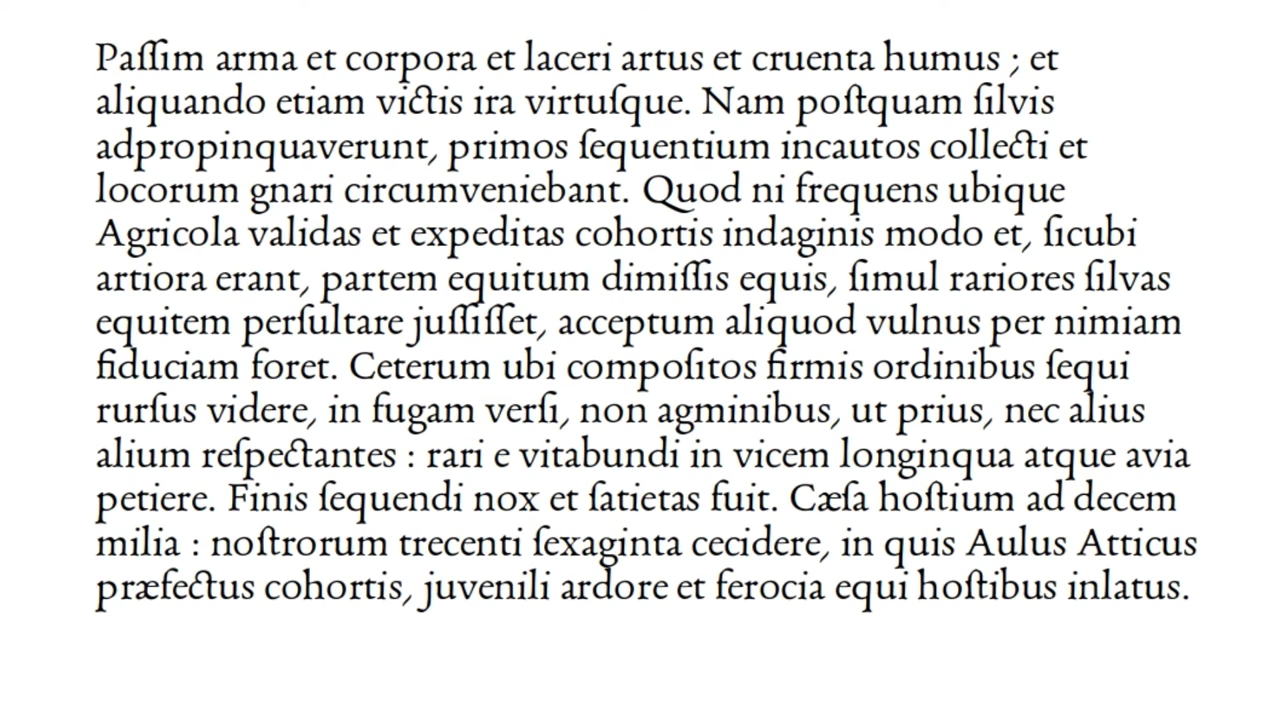 Paſſim arma et corpora et laceri artus et cruenta humus ; et
aliquando etiam victis ira virtuſque. Nam poſtquam ſilvis
adpropinquaverunt, primos ſequentium incautos collecti et
locorum gnari circumveniebant. Quod ni frequens ubique
Agricola validas et expeditas cohortis indaginis modo et, ſicubi
artiora erant, partem equitum dimiſſis equis, ſimul rariores ſilvas
equitem perſultare juſſiſſet, acceptum aliquod vulnus per nimiam
fiduciam foret. Ceterum ubi compoſitos firmis ordinibus ſequi
rurſus videre, in fugam verſi, non agminibus, ut prius, nec alius
alium reſpectantes : rari e vitabundi in vicem longinqua atque avia
petiere. Finis ſequendi nox et ſatietas fuit. Cæſa hoſtium ad decem
milia : noſtrorum trecenti ſexaginta cecidere, in quis Aulus Atticus
præfectus cohortis, juvenili ardore et ferocia equi hoſtibus inlatus.